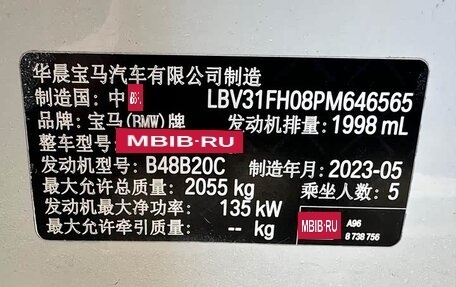 华晨宝马汽车有限公司制造
制造国: 中 LBV31FH08PM646565
品牌: 宝马(BMW)牌 发动机排量: 1998 mL
整车型号: MBIB·RU
发动机型号: B48B20C 制造年月: 2023-05
最大允许总质量: 2055 kg 乘坐人数: 5
发动机最大净功率: 135 kW
最大允许牵引质量: -- kg
MBIB·RU A96
8 738 756